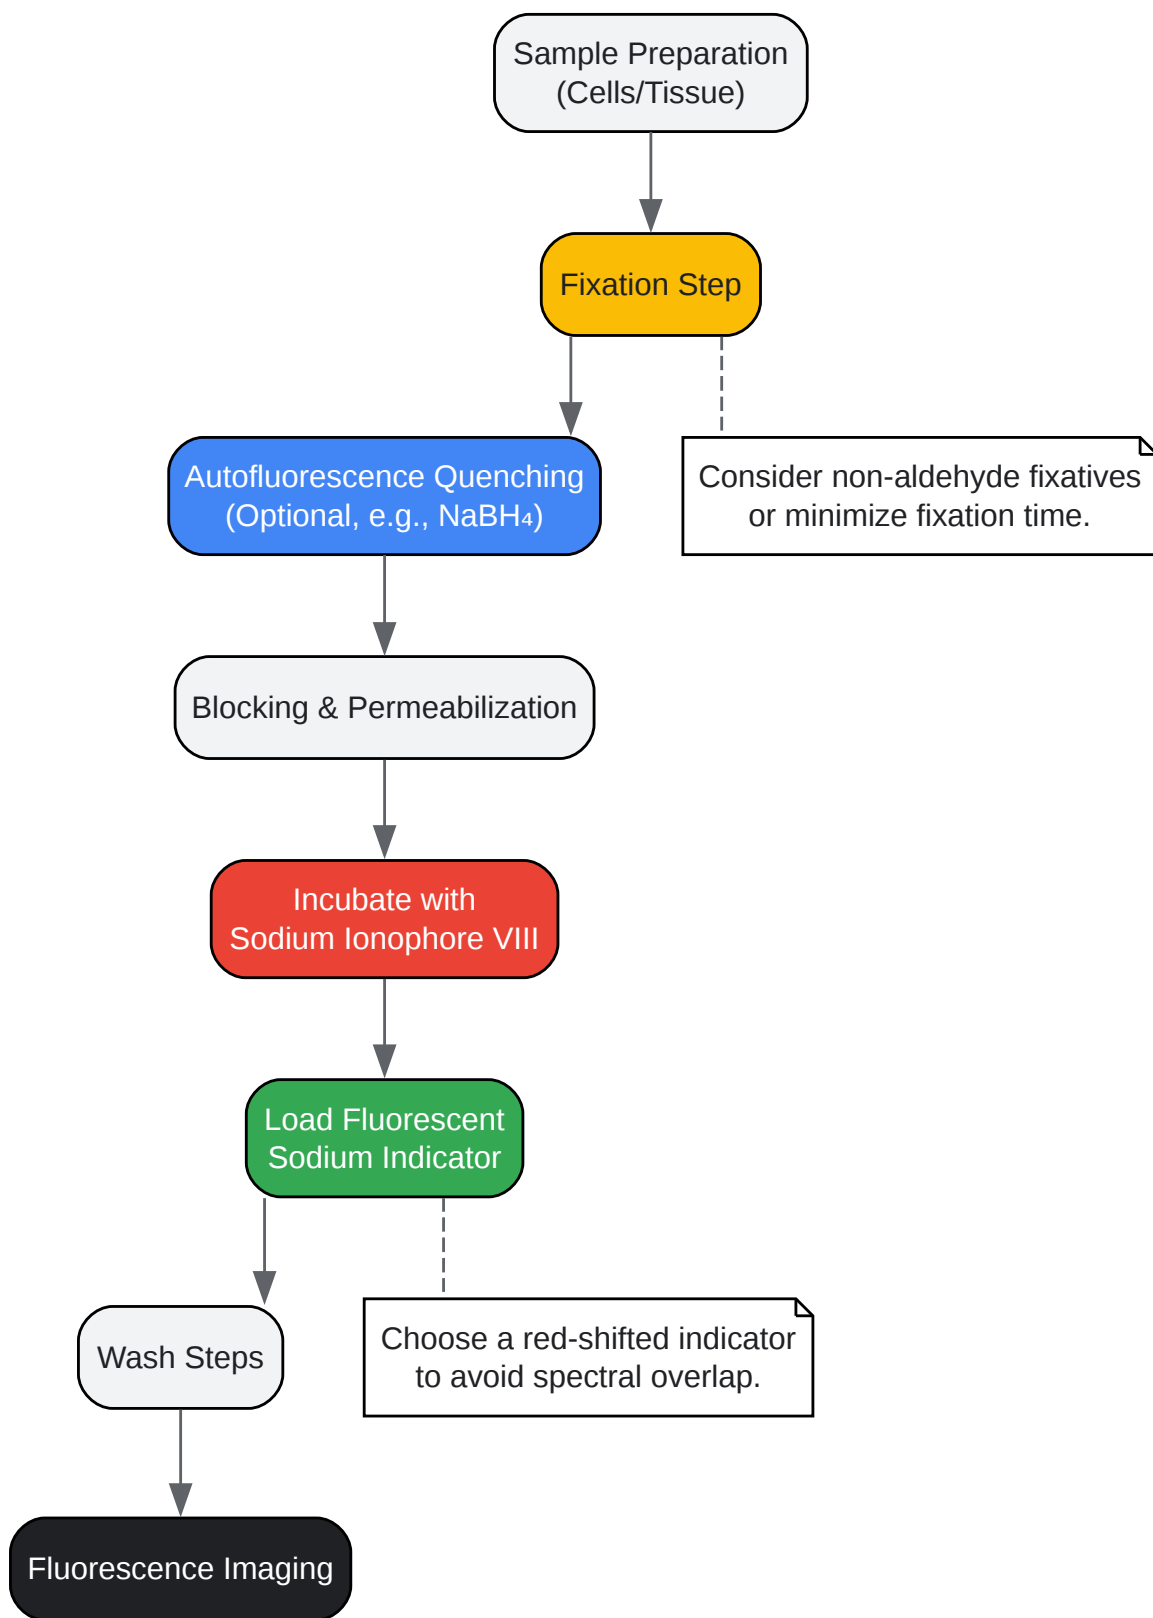 Sample Preparation
(Cells/Tissue)
Fixation Step
Autofluorescence Quenching
(Optional, e.g., NaBH₄)
Consider non-aldehyde fixatives
or minimize fixation time.
Blocking & Permeabilization
Incubate with
Sodium Ionophore VIII
Load Fluorescent
Sodium Indicator
Wash Steps
Choose a red-shifted indicator
to avoid spectral overlap.
Fluorescence Imaging